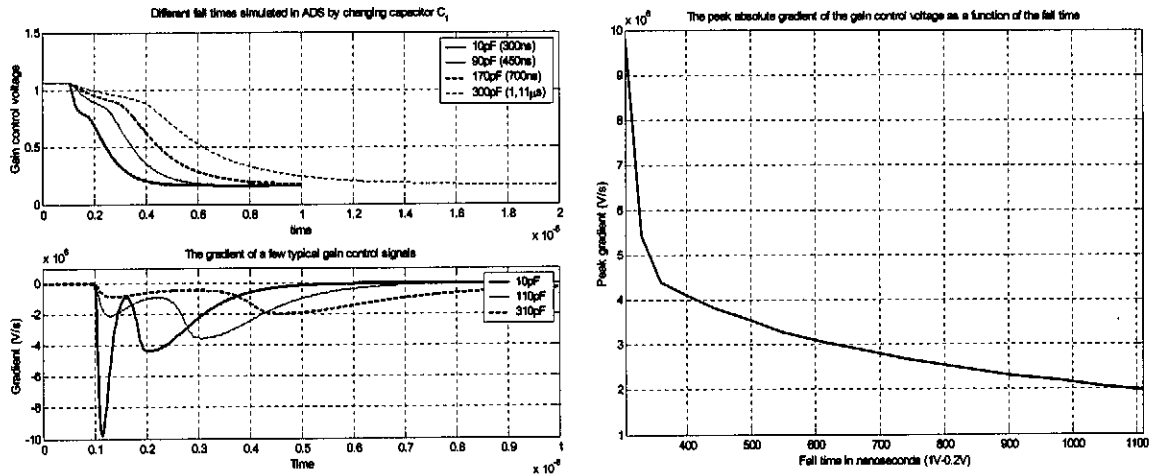 Different fall times simulated in ADS by changing capacitor C1
1.5
1
0.5
0
Gain control voltage
10pF (300ns)
90pF (450ns)
170pF (700ns)
300pF (1,11µs)
0 0.2 0.4 0.6 0.8 1 1.2 1.4 1.6 1.8 2.0
time
The gradient of a few typical gain control signals
0
-2
-4
-6
-8
-10
Gradient (V/s)
10pF
110pF
310pF
0 0.1 0.2 0.3 0.4 0.5 0.6 0.7 0.8 0.9 1
Time
The peak absolute gradient of the gain control voltage as a function of the fall time
10
9
8
7
6
5
4
3
2
1
Peak gradient (V/s)
400 500 600 700 800 900 1000 1100
Fall time in nanoseconds (1V-0.2V)